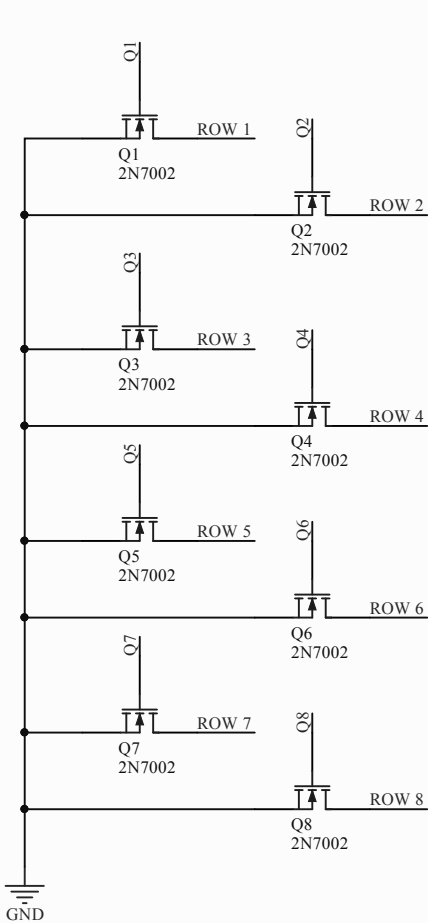 Q1
ROW 1
Q1
2N7002
Q2
ROW 2
Q2
2N7002
Q3
ROW 3
Q3
2N7002
Q4
ROW 4
Q4
2N7002
Q5
ROW 5
Q5
2N7002
Q6
ROW 6
Q6
2N7002
Q7
ROW 7
Q7
2N7002
Q8
ROW 8
Q8
2N7002
GND